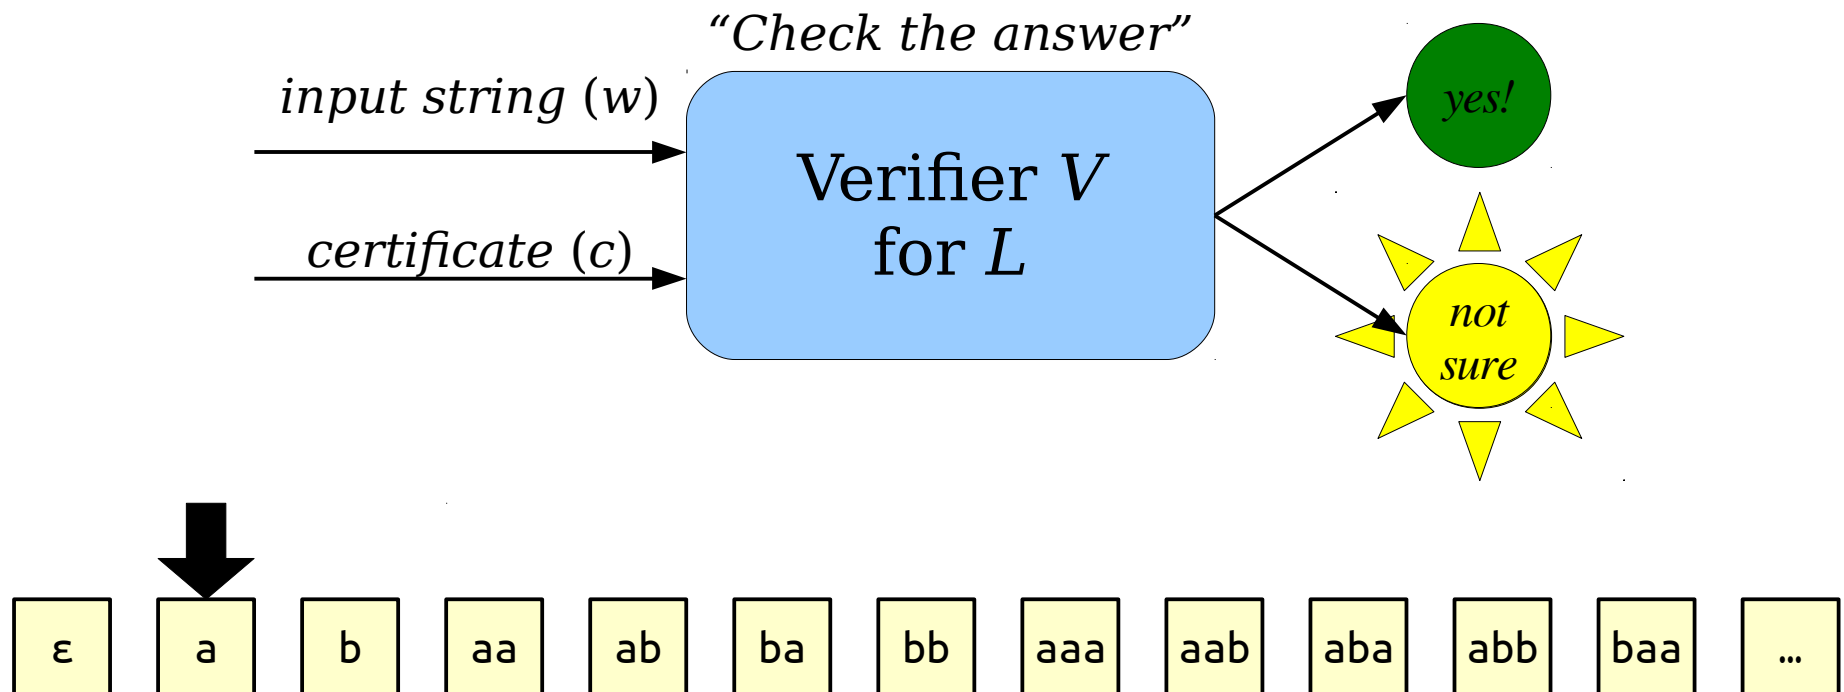 “Check the answer”
input string (w)
certificate (c)
Verifier V
for L
yes!
not
sure
ε a b aa ab ba bb aaa aab aba abb baa …